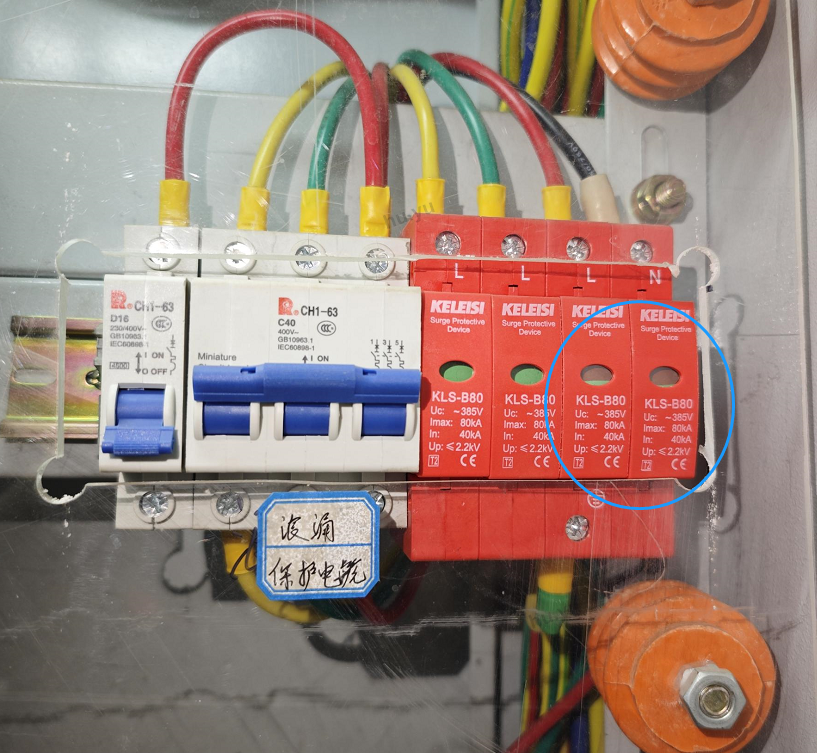 hu-yu
L
L
L
N
CH1-63
D16
230/400V~
GB10963.1
IEC60898-1
4500
I ON
O OFF
CH1-63
C40
400V~
GB10963.1
IEC60898-1
Miniature
I ON
1 3 5
KELEISI
Surge Protective
Device
KLS-B80
Uc: ~385V
Imax: 80kA
In: 40kA
Up: ≤2.2kV
T2 CE
KELEISI
Surge Protective
Device
KLS-B80
Uc: ~385V
Imax: 80kA
In: 40kA
Up: ≤2.2kV
T2 CE
KELEISI
Surge Protective
Device
KLS-B80
Uc: ~385V
Imax: 80kA
In: 40kA
Up: ≤2.2kV
T2 CE
KELEISI
Surge Protective
Device
KLS-B80
Uc: ~385V
Imax: 80kA
In: 40kA
Up: ≤2.2kV
T2 CE
浪涌
保护电源